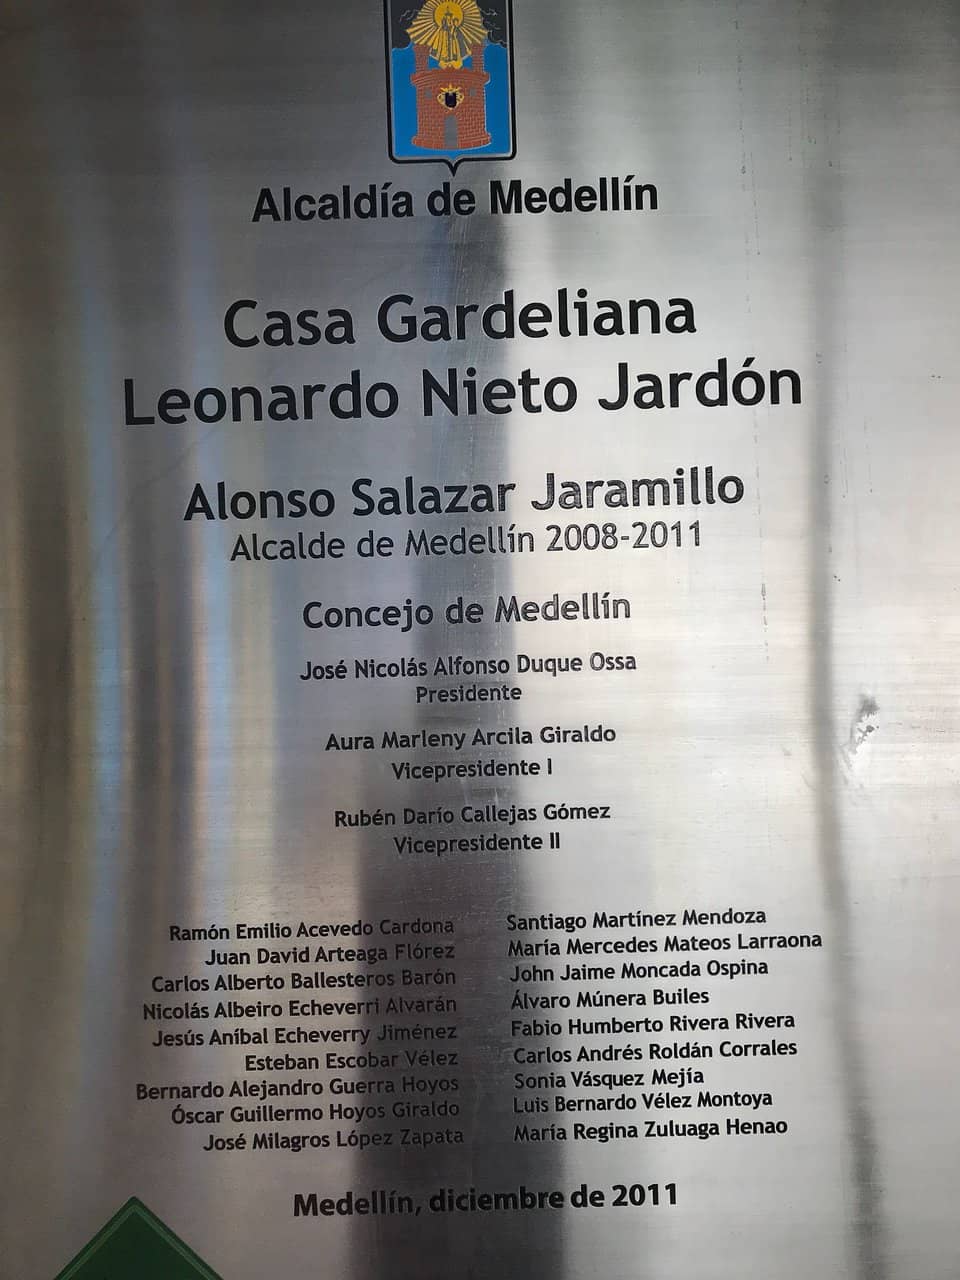 Alcaldía de Medellín
Casa Gardeliana
Leonardo Nieto Jardón
Alonso Salazar Jaramillo
Alcalde de Medellín 2008-2011
Concejo de Medellín
José Nicolás Alfonso Duque Ossa
Presidente
Aura Marleny Arcila Giraldo
Vicepresidente I
Rubén Darío Callejas Gómez
Vicepresidente II
Ramón Emilio Acevedo Cardona
Juan David Arteaga Flórez
Carlos Alberto Ballesteros Barón
Nicolás Albeiro Echeverri Alvarán
Jesús Aníbal Echeverry Jiménez
Esteban Escobar Vélez
Bernardo Alejandro Guerra Hoyos
Óscar Guillermo Hoyos Giraldo
José Milagros López Zapata
Santiago Martínez Mendoza
María Mercedes Mateos Larraona
John Jaime Moncada Ospina
Álvaro Múnera Builes
Fabio Humberto Rivera Rivera
Carlos Andrés Roldán Corrales
Sonia Vásquez Mejía
Luis Bernardo Vélez Montoya
María Regina Zuluaga Henao
Medellín, diciembre de 2011